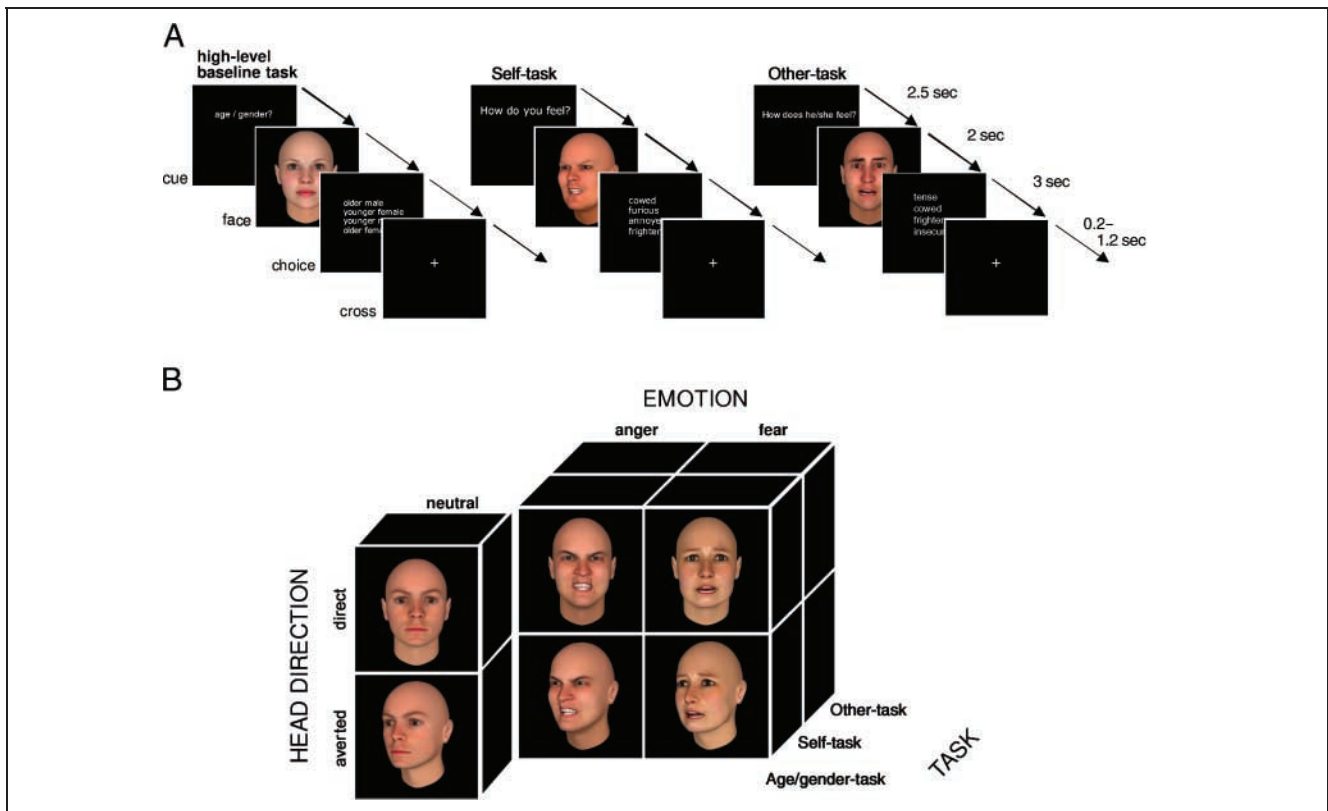 A
high-level
baseline task
Self-task
Other-task
age / gender?
How do you feel?
How does he/she feel?
2.5 sec
2 sec
3 sec
0.2–
1.2 sec
cue
face
choice
cross
older male
younger female
younger
older
cowed
furious
tense
cowed
B
EMOTION
anger
fear
neutral
HEAD DIRECTION
direct
averted
Other-task
Self-task
Age/gender-task
TASK